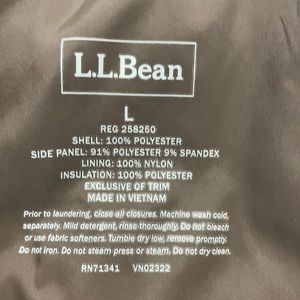 L.L.Bean
L
REG 258250
SHELL: 100% POLYESTER
SIDE PANEL: 91% POLYESTER 9% SPANDEX
LINING: 100% NYLON
INSULATION: 100% POLYESTER
EXCLUSIVE OF TRIM
MADE IN VIETNAM
Prior to laundering, close all closures. Machine wash cold,
separately. Mild detergent, rinse thoroughly. Do not bleach
or use fabric softeners. Tumble dry low, remove promptly.
Do not iron. Do not steam press or steam. Do not dry clean.
RN71341 VN02322